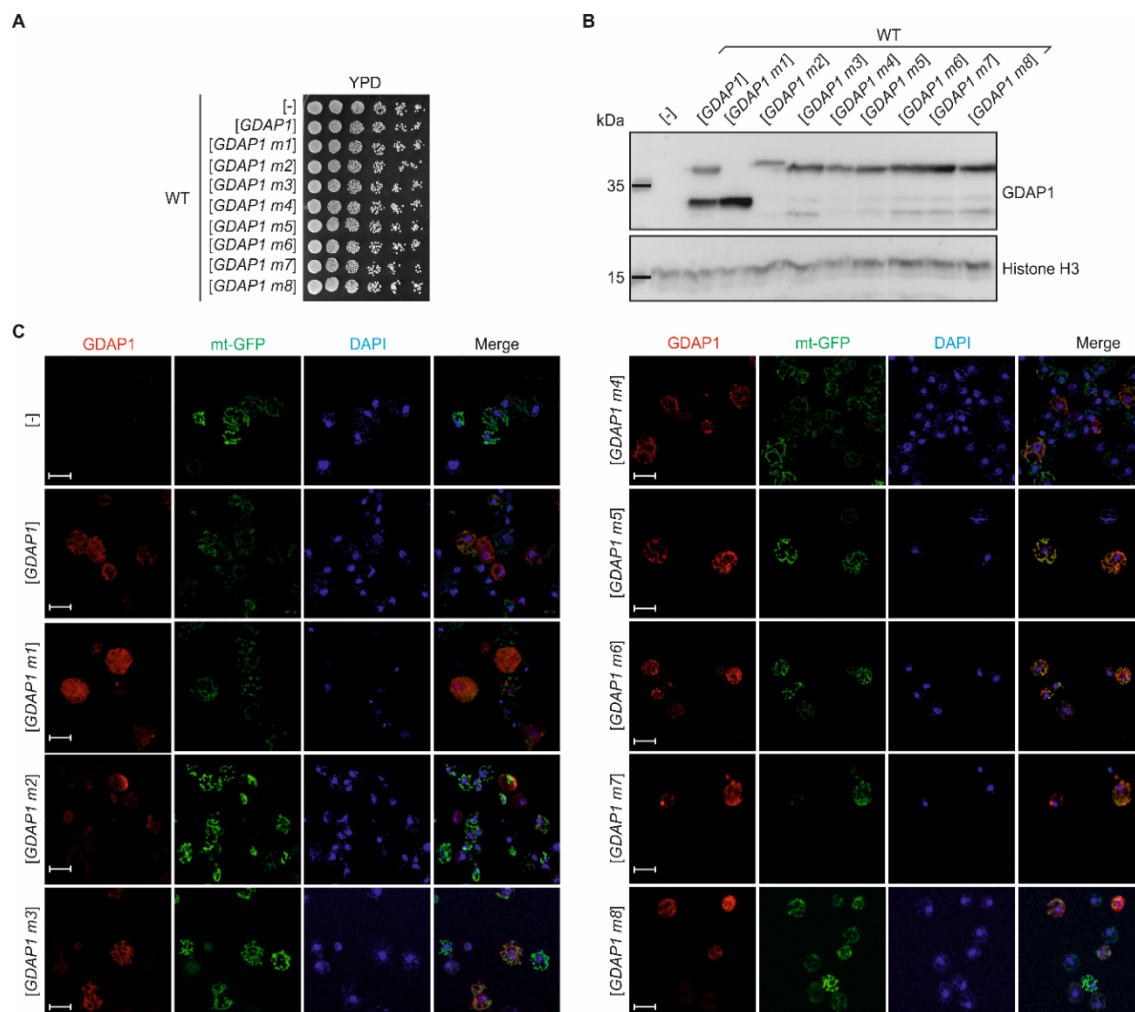 A
YPD
WT
[-]
[GDAP1]
[GDAP1 m1]
[GDAP1 m2]
[GDAP1 m3]
[GDAP1 m4]
[GDAP1 m5]
[GDAP1 m6]
[GDAP1 m7]
[GDAP1 m8]
B
WT
[-]
[GDAP1]
[GDAP1 m1]
[GDAP1 m2]
[GDAP1 m3]
[GDAP1 m4]
[GDAP1 m5]
[GDAP1 m6]
[GDAP1 m7]
[GDAP1 m8]
kDa
35
GDAP1
15
Histone H3
C
GDAP1 mt-GFP DAPI Merge
[-]
[GDAP1]
[GDAP1 m1]
[GDAP1 m2]
[GDAP1 m3]
GDAP1 mt-GFP DAPI Merge
[GDAP1 m4]
[GDAP1 m5]
[GDAP1 m6]
[GDAP1 m7]
[GDAP1 m8]